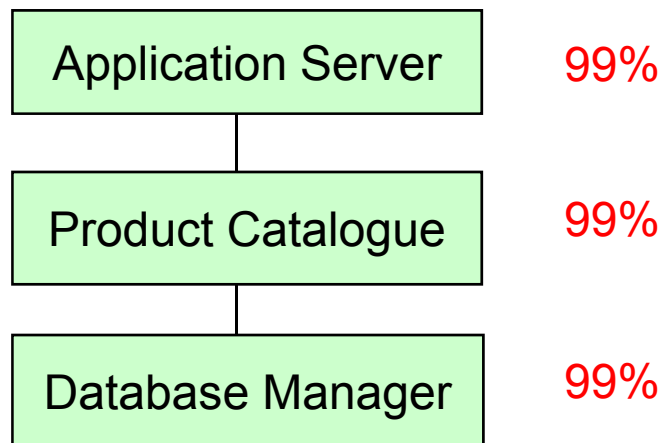 Application Server 99%
Product Catalogue 99%
Database Manager 99%